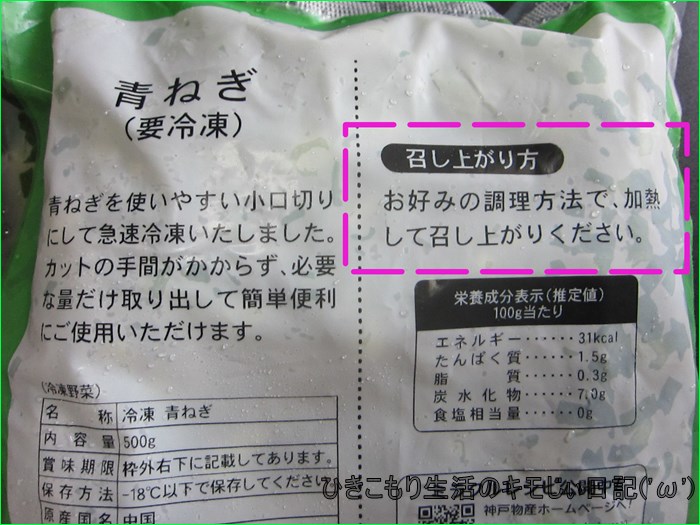 青ねぎ
(要冷凍)
青ねぎを使いやすい小口切り
にして急速冷凍いたしました。
カットの手間がかからず、必要
な量だけ取り出して簡単便利
にご使用いただけます。
召し上がり方
お好みの調理方法で、加熱
して召し上がりください。
栄養成分表示(推定値)
100g当たり
エネルギー······31kcal
たんぱく質······1.5g
脂質······0.3g
炭水化物······7.0g
食塩相当量······0g
(冷凍野菜)
名称 冷凍 青ねぎ
内容量 500g
賞味期限 枠外右下に記載してあります。
保存方法 -18℃以下で保存してください
原産国名 中国
ひきこもり生活のキモじい日記('ω')
神戸物産ホームページへ!